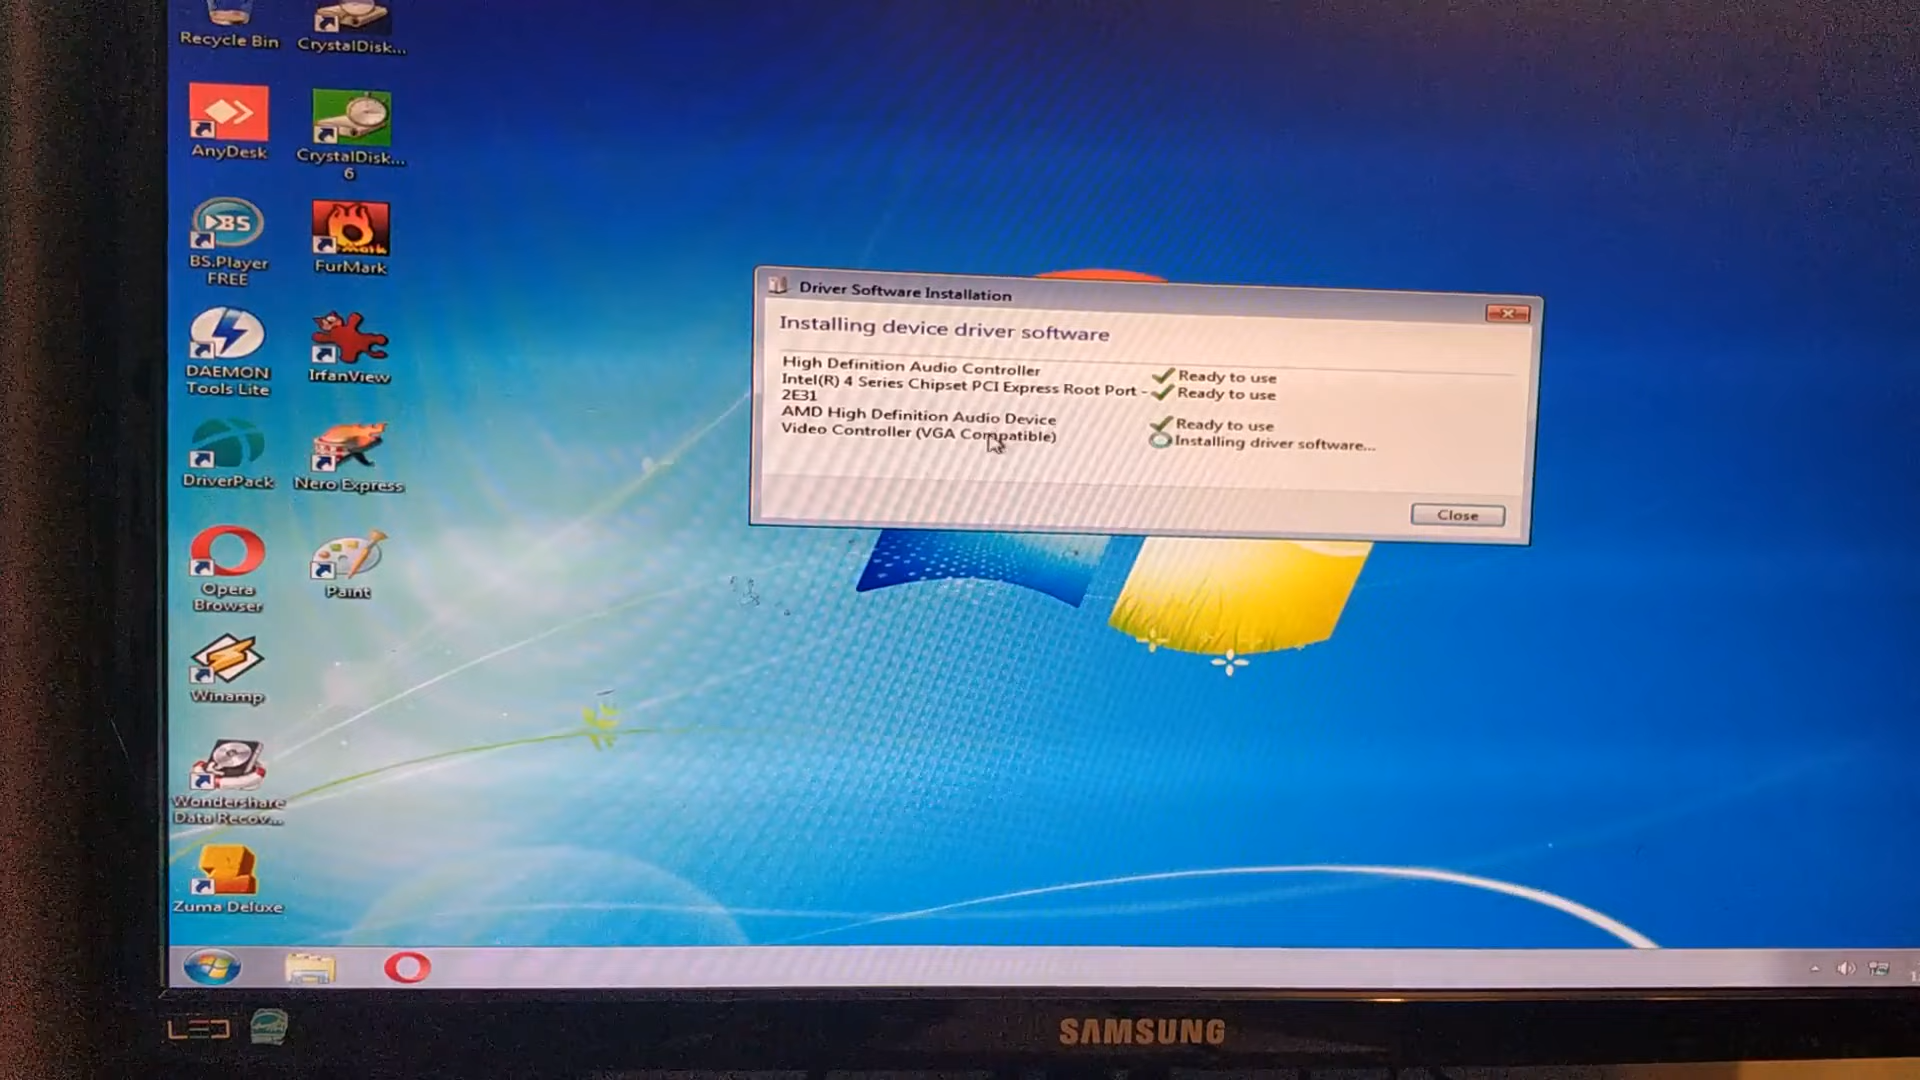 Recycle Bin
CrystalDisk...
AnyDesk
CrystalDisk...
6
BS
BS.Player
FREE
FurMark
DAEMON
Tools Lite
IrfanView
DriverPack
Nero Express
Opera
Browser
Paint
Winamp
Wondershare
Data Recov...
Zuma Deluxe
Driver Software Installation
Installing device driver software
High Definition Audio Controller
Ready to use
Intel(R) 4 Series Chipset PCI Express Root Port -
2E31
Ready to use
AMD High Definition Audio Device
Ready to use
Video Controller (VGA Compatible)
Installing driver software...
Close
LED
SAMSUNG